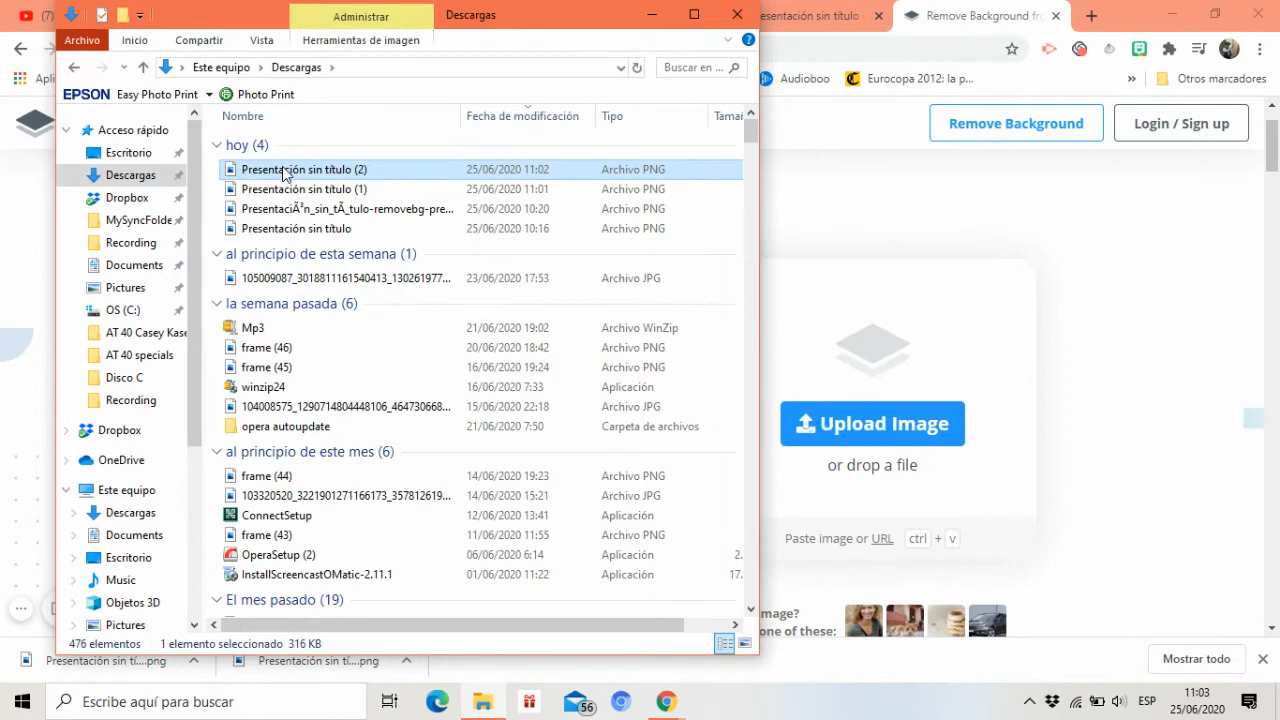 (7)
Administrar
Descargas
resentación sin título
Remove Background fr
Archivo
Inicio
Compartir
Vista
Herramientas de imagen
Este equipo
Descargas
Buscar en ...
Apli
Audioboo
Eurocopa 2012: la p...
Otros marcadores
EPSON
Easy Photo Print
Photo Print
Nombre
Fecha de modificación
Tipo
Tamañ
Remove Background
Login / Sign up
Acceso rápido
Escritorio
Descargas
Dropbox
MySyncFolde
Recording
Documents
Pictures
OS (C:)
AT 40 Casey Kase
AT 40 specials
Disco C
Recording
Dropbox
OneDrive
Este equipo
Descargas
Documents
Escritorio
Music
Objetos 3D
Pictures
hoy (4)
Presentación sin título (2) 25/06/2020 11:02 Archivo PNG
Presentación sin título (1) 25/06/2020 11:01 Archivo PNG
PresentaciÃ³n_sin_tÃ_tulo-removebg-pre... 25/06/2020 10:20 Archivo PNG
Presentación sin título 25/06/2020 10:16 Archivo PNG
al principio de esta semana (1)
105009087_3018811161540413_130261977... 23/06/2020 17:53 Archivo JPG
la semana pasada (6)
Mp3 21/06/2020 19:02 Archivo WinZip
frame (46) 20/06/2020 18:42 Archivo PNG
frame (45) 16/06/2020 19:24 Archivo PNG
winzip24 16/06/2020 7:33 Aplicación
104008575_1290714804448106_464730668... 15/06/2020 22:18 Archivo JPG
opera autoupdate 21/06/2020 7:50 Carpeta de archivos
al principio de este mes (6)
frame (44) 14/06/2020 19:23 Archivo PNG
103320520_3221901271166173_357812619... 14/06/2020 15:21 Archivo JPG
ConnectSetup 12/06/2020 13:41 Aplicación
frame (43) 11/06/2020 11:55 Archivo PNG
OperaSetup (2) 06/06/2020 6:14 Aplicación 2.
InstallScreencastOMatic-2.11.1 01/06/2020 11:22 Aplicación 17.
El mes pasado (19)
476 elementos
1 elemento seleccionado 316 KB
Upload Image
or drop a file
Paste image or URL ctrl + v
mage?
one of these:
Presentación sin tí....png
Presentación sin tí....png
Mostrar todo
Escribe aquí para buscar
56
ESP
11:03
25/06/2020